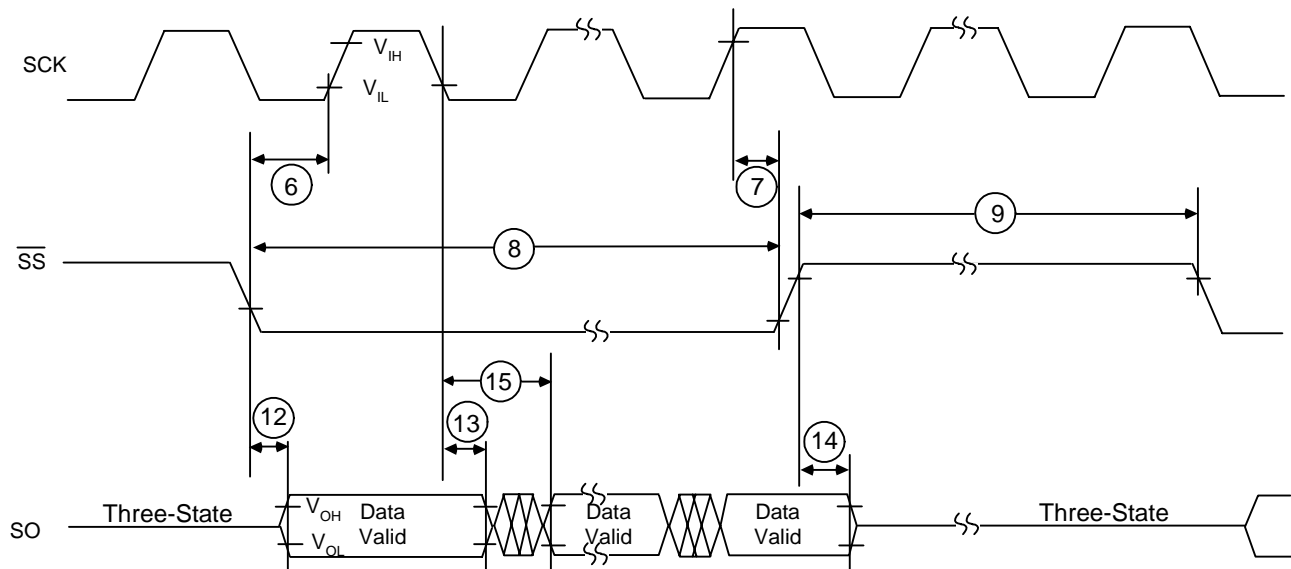 SCK
V_IH
V_IL
6
7
SS
8
9
12
13
15
14
SO
Three-State
V_OH
V_OL
Data
Valid
Data
Valid
Data
Valid
Three-State